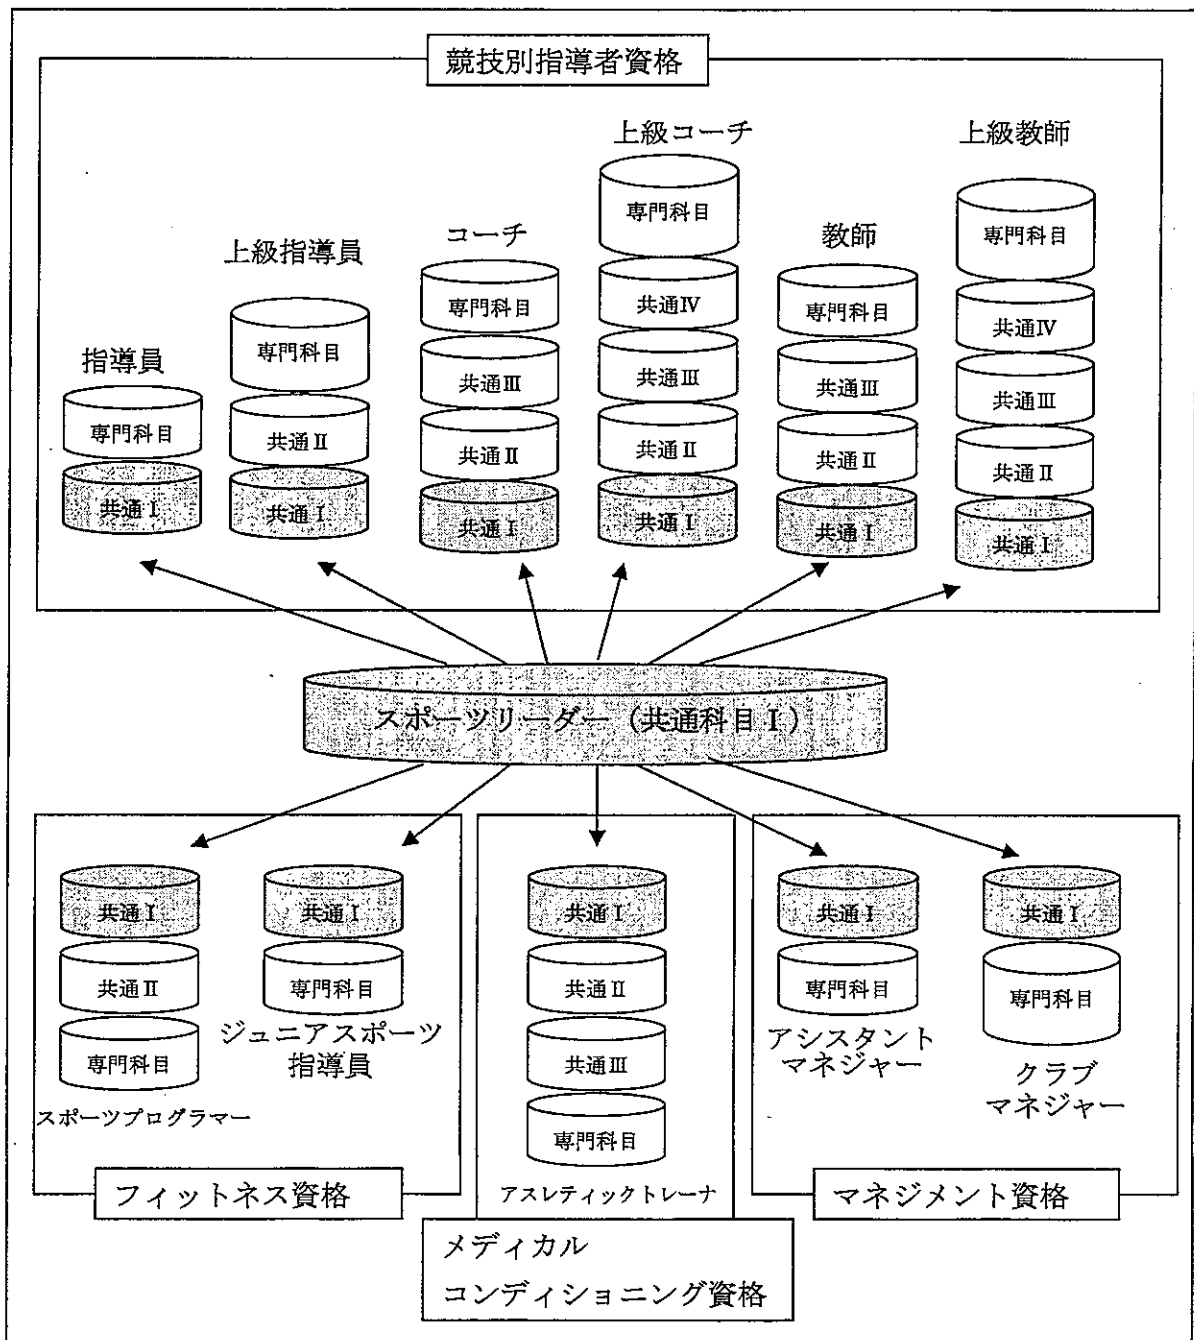 競技別指導者資格
指導員
専門科目
共通Ⅰ
上級指導員
専門科目
共通Ⅱ
共通Ⅰ
コーチ
専門科目
共通Ⅲ
共通Ⅱ
共通Ⅰ
上級コーチ
専門科目
共通Ⅳ
共通Ⅲ
共通Ⅱ
共通Ⅰ
教師
専門科目
共通Ⅲ
共通Ⅱ
共通Ⅰ
上級教師
専門科目
共通Ⅳ
共通Ⅲ
共通Ⅱ
共通Ⅰ
スポーツリーダー（共通科目Ⅰ）
共通Ⅰ
共通Ⅱ
専門科目
スポーツプログラマー
共通Ⅰ
専門科目
ジュニアスポーツ
指導員
フィットネス資格
共通Ⅰ
共通Ⅱ
共通Ⅲ
専門科目
アスレティックトレーナ
メディカル
コンディショニング資格
共通Ⅰ
専門科目
アシスタント
マネジャー
共通Ⅰ
専門科目
クラブ
マネジャー
マネジメント資格